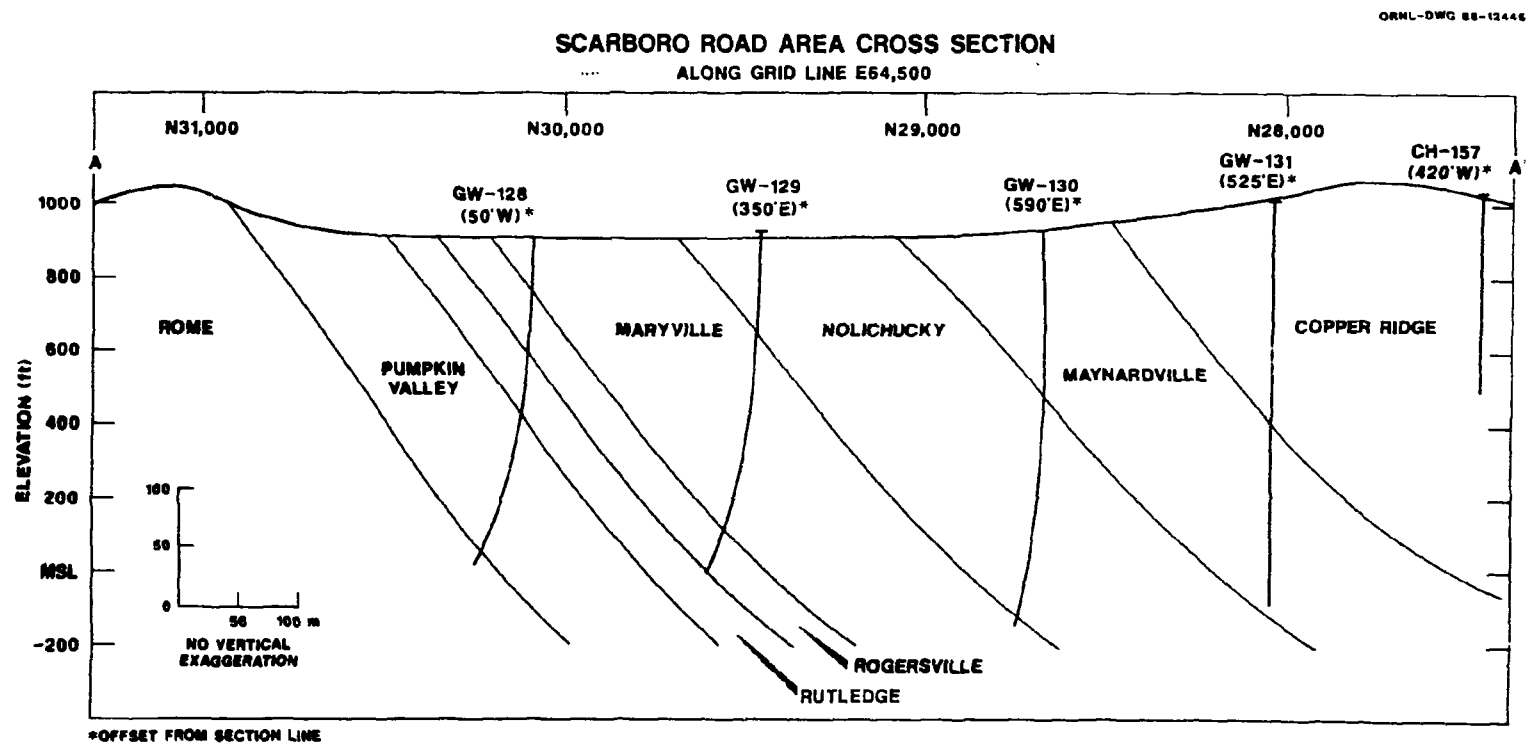 ORNL-DWG 88-12446
SCARBORO ROAD AREA CROSS SECTION
ALONG GRID LINE E64,500
N31,000
N30,000
N29,000
N28,000
A
A'
GW-128
(50'W)*
GW-129
(350'E)*
GW-130
(590'E)*
GW-131
(525'E)*
CH-157
(420'W)*
1000
800
600
400
200
MSL
-200
ELEVATION (ft)
ROME
PUMPKIN
VALLEY
MARYVILLE
NOLICHUCKY
MAYNARDVILLE
COPPER RIDGE
100
50
0
50 100 m
NO VERTICAL
EXAGGERATION
ROGERSVILLE
RUTLEDGE
*OFFSET FROM SECTION LINE